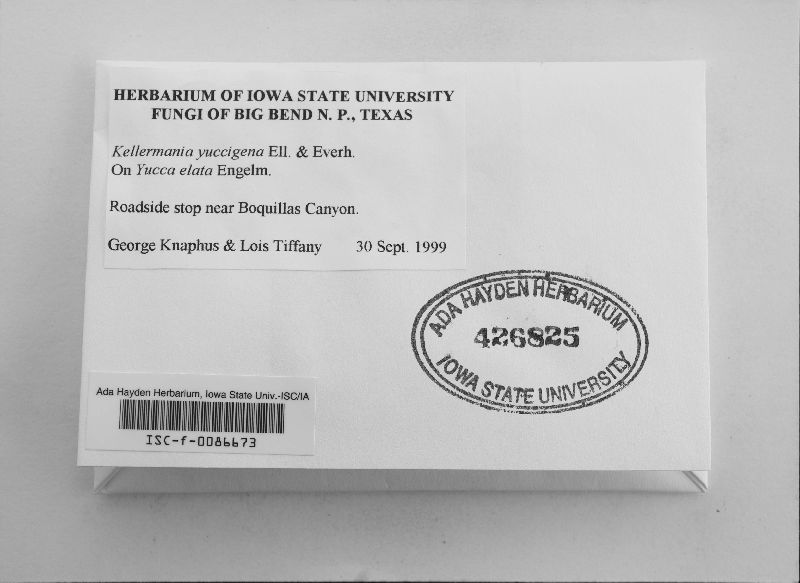 HERBARIUM OF IOWA STATE UNIVERSITY
FUNGI OF BIG BEND N. P., TEXAS
Kellermania yuccigena Ell. & Everh.
On Yucca elata Engelm.
Roadside stop near Boquillas Canyon.
George Knaphus & Lois Tiffany 30 Sept. 1999
ADA HAYDEN HERBARIUM
426825
IOWA STATE UNIVERSITY
Ada Hayden Herbarium, Iowa State Univ.-ISC/IA
ISC-f-0086673